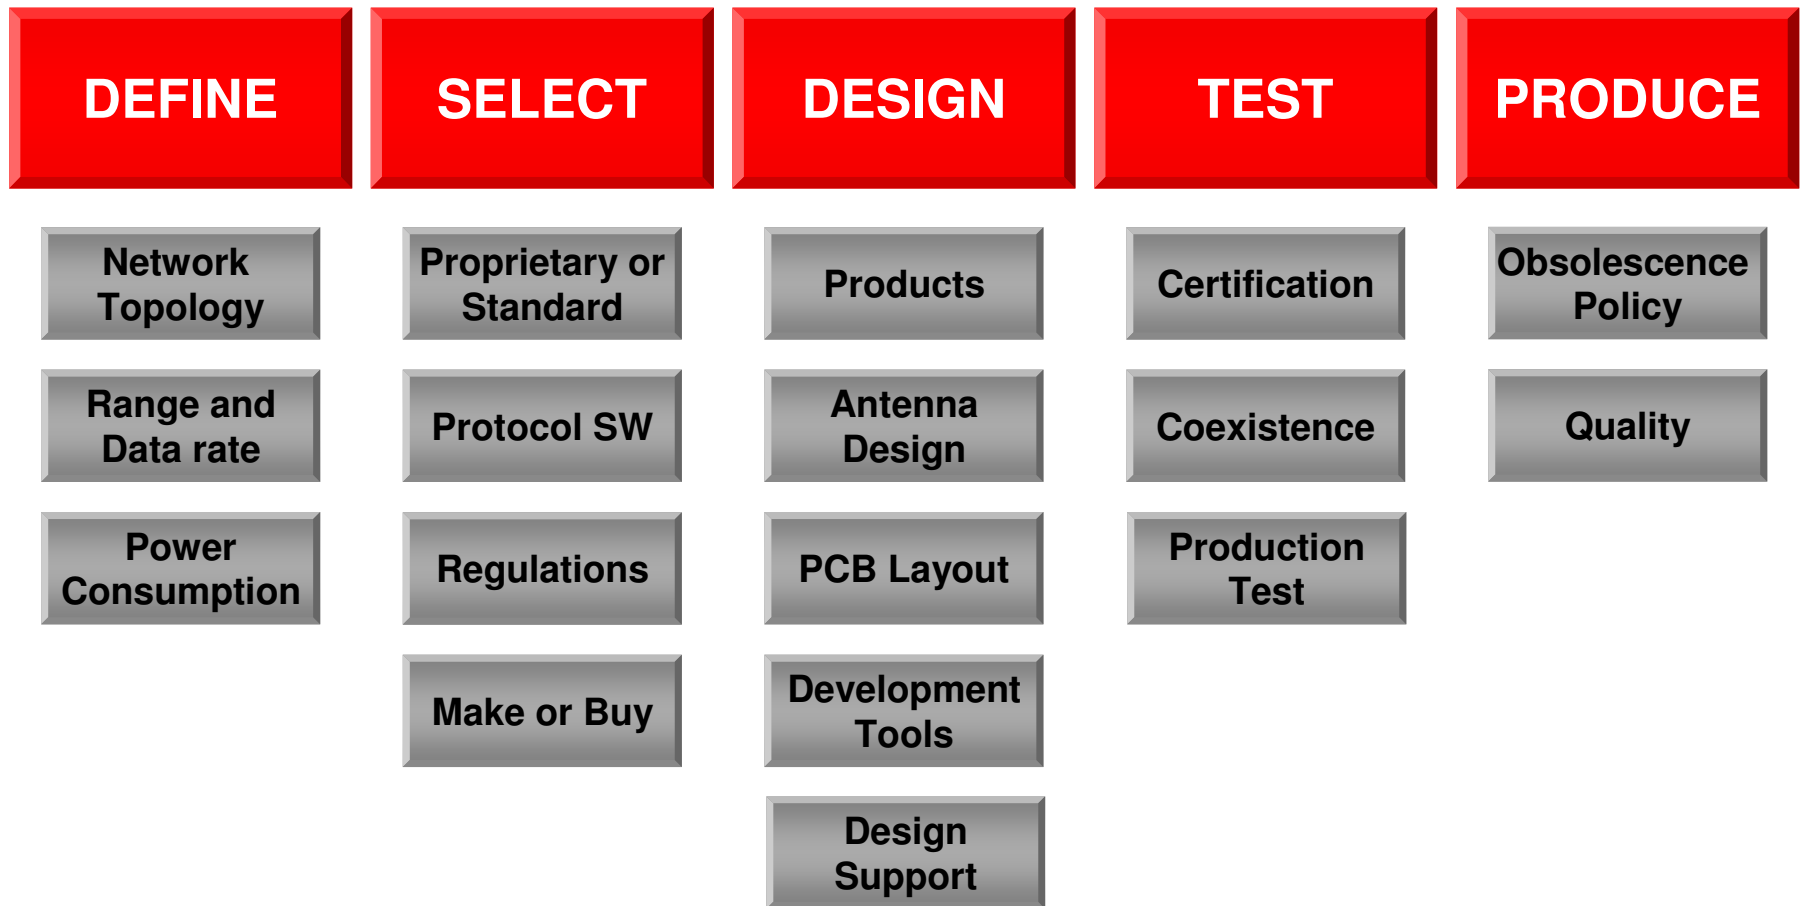 DEFINE
SELECT
DESIGN
TEST
PRODUCE
Network
Topology
Range and
Data rate
Power
Consumption
Proprietary or
Standard
Protocol SW
Regulations
Make or Buy
Products
Antenna
Design
PCB Layout
Development
Tools
Design
Support
Certification
Coexistence
Production
Test
Obsolescence
Policy
Quality